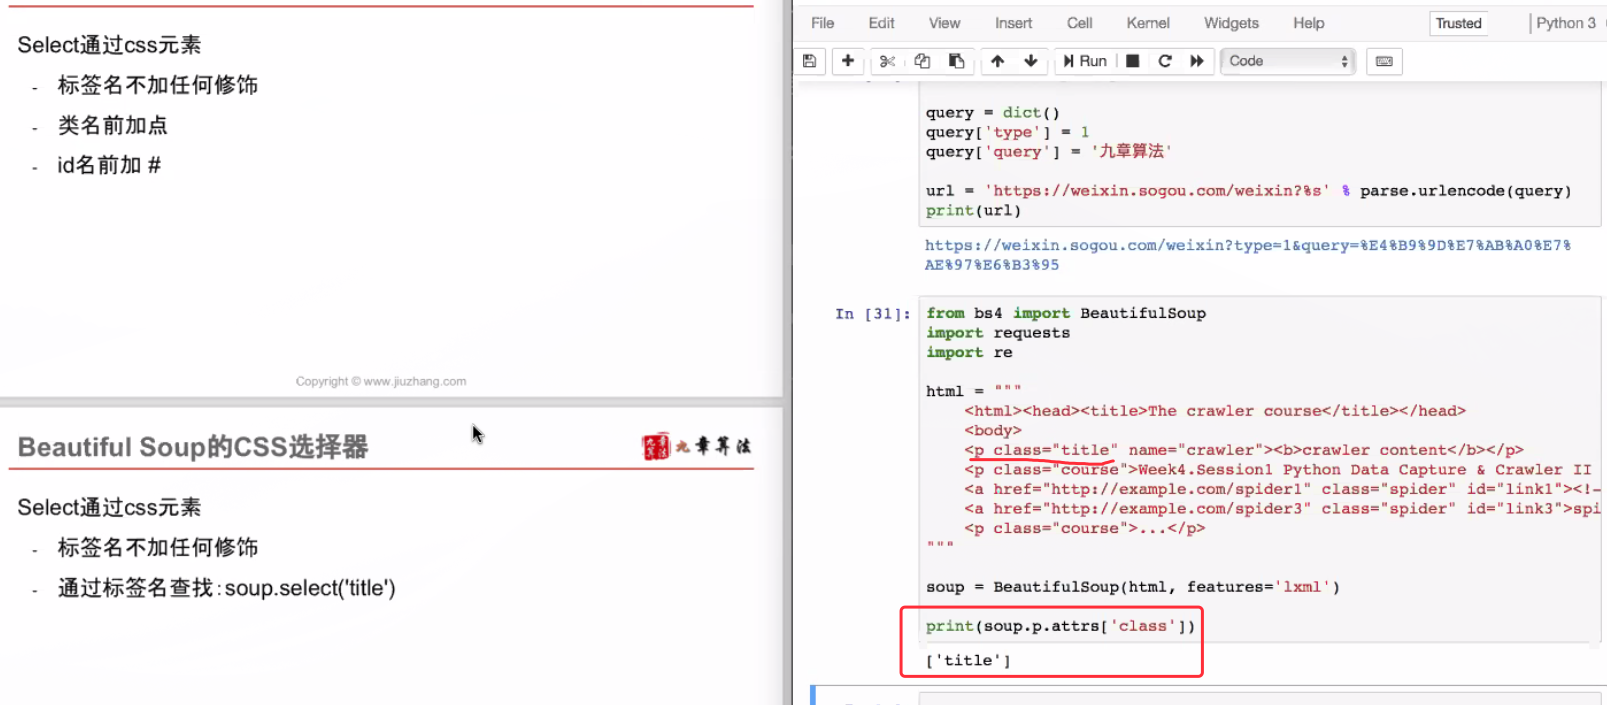 Select通过css元素
- 标签名不加任何修饰
- 类名前加点
- id名前加 #
Copyright © www.jiuzhang.com
Beautiful Soup的CSS选择器
九章算法
Select通过css元素
- 标签名不加任何修饰
- 通过标签名查找：soup.select('title')
File Edit View Insert Cell Kernel Widgets Help Trusted Python 3
Run Code
query = dict()
query['type'] = 1
query['query'] = '九章算法'
url = 'https://weixin.sogou.com/weixin?%s' % parse.urlencode(query)
print(url)
https://weixin.sogou.com/weixin?type=1&query=%E4%B9%9D%E7%AB%A0%E7%
AE%97%E6%B3%95
In [31]:
from bs4 import BeautifulSoup
import requests
import re
html = """
<html><head><title>The crawler course</title></head>
<body>
<p class="title" name="crawler"><b>crawler content</b></p>
<p class="course">Week4.Session1 Python Data Capture & Crawler II
<a href="http://example.com/spider1" class="spider" id="link1"><!-
<a href="http://example.com/spider3" class="spider" id="link3">spi
<p class="course">...</p>
"""
soup = BeautifulSoup(html, features='lxml')
print(soup.p.attrs['class'])
['title']